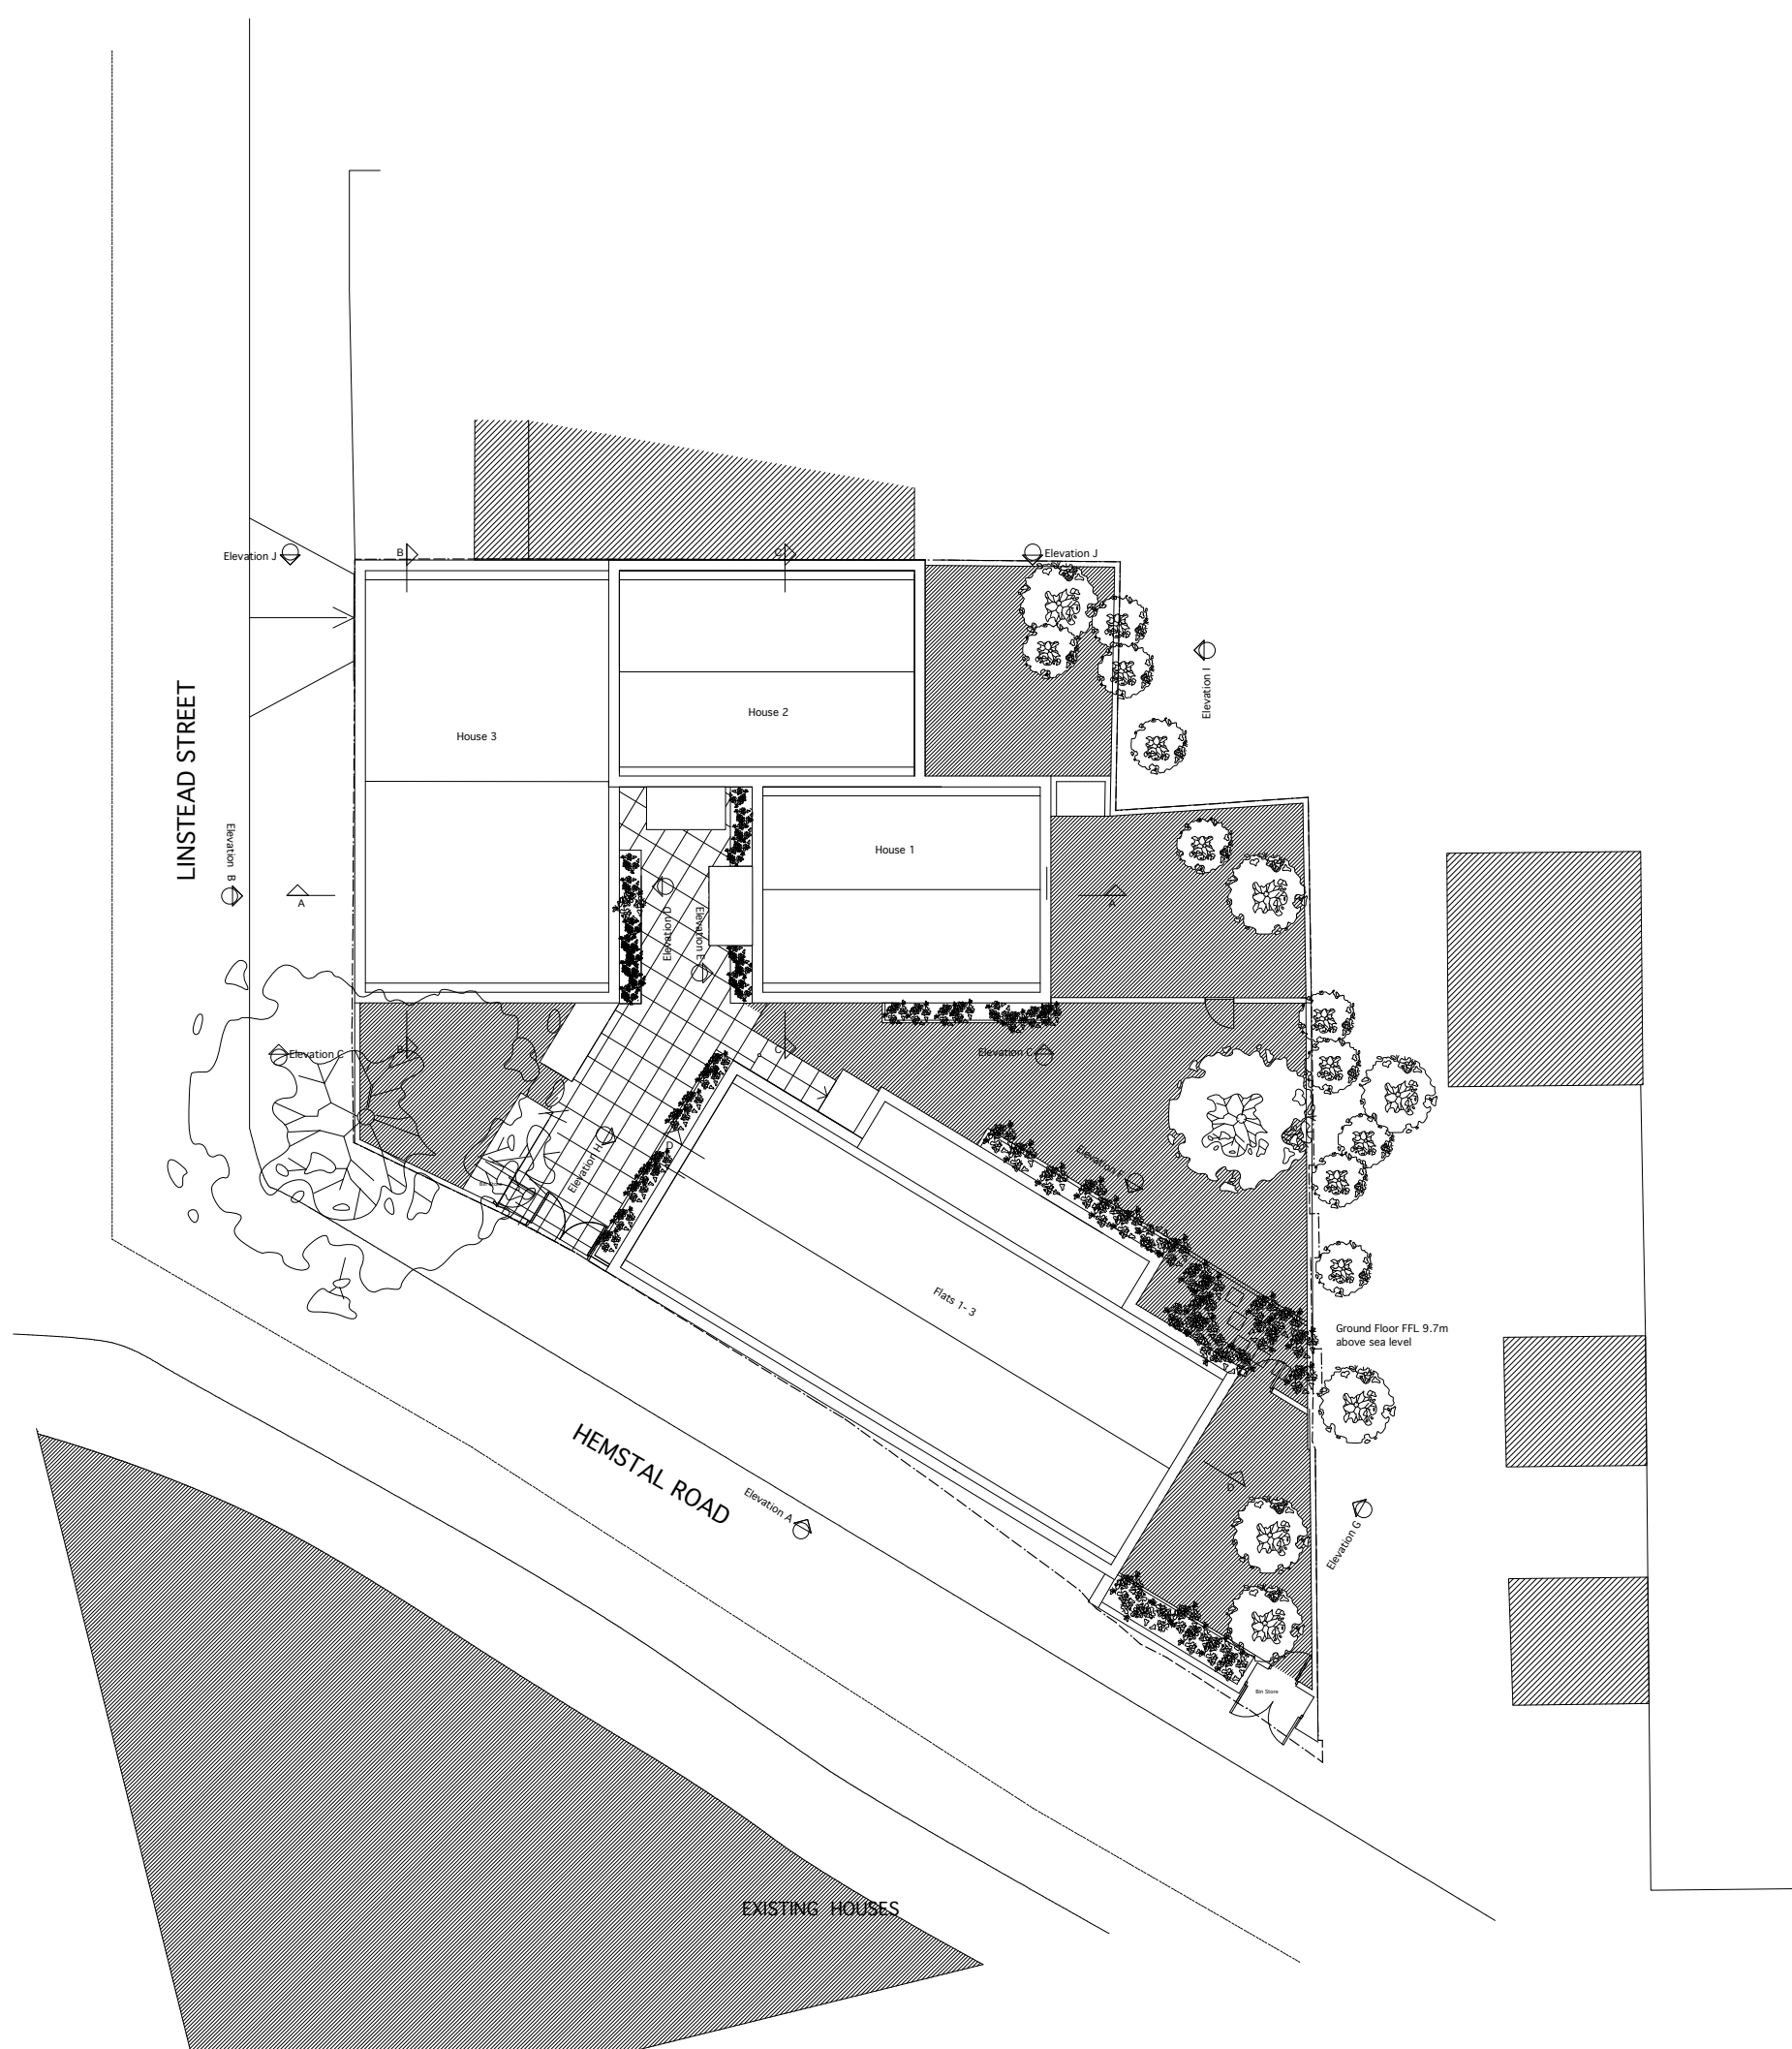 Elevation J
B
C
Elevation J
Elevation I
LINSTEAD STREET
House 2
House 3
Elevation B
House 1
A
A
Elevation D
Elevation E
Elevation C
B
C
Elevation C
D
Elevation H
Elevation F
Flats 1- 3
Ground Floor FFL 9.7m
above sea level
HEMSTAL ROAD
Elevation A
D
Elevation G
Bin Store
EXISTING HOUSES